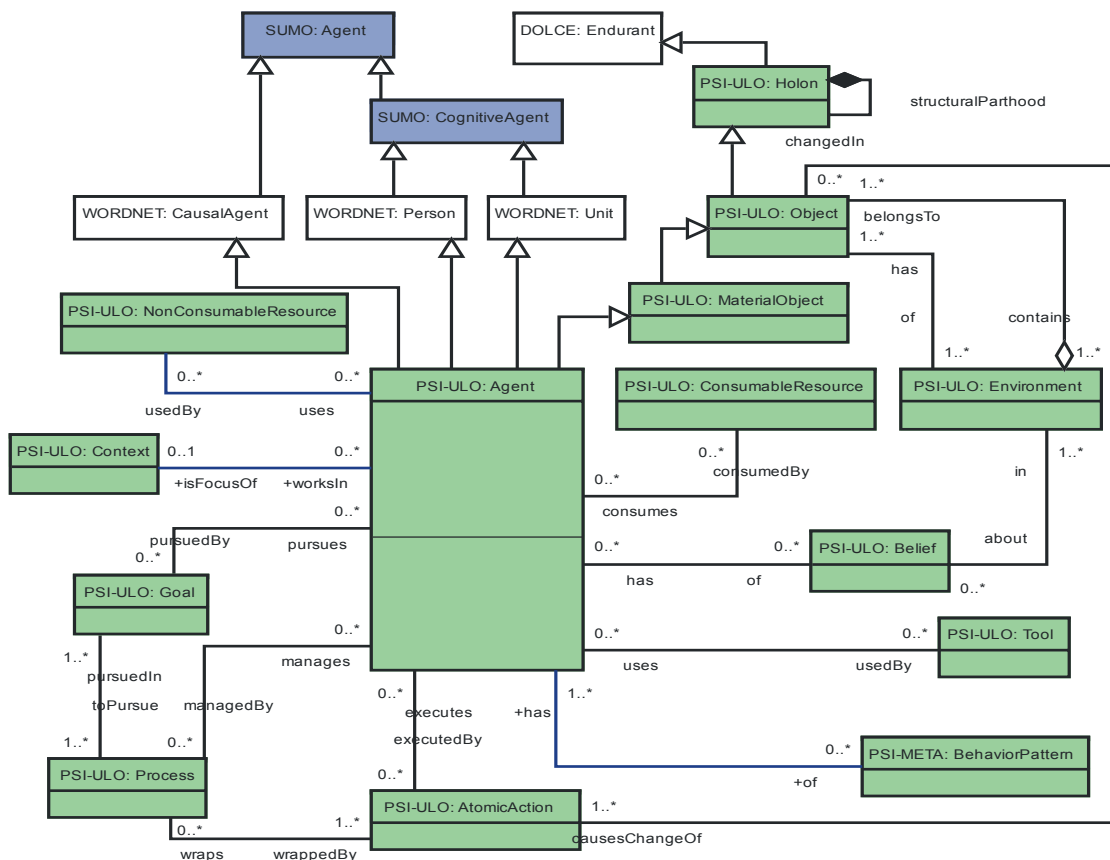 SUMO: Agent
DOLCE: Endurant
PSI-ULO: Holon
structuralParthood
SUMO: CognitiveAgent
changedIn
0..*
1..*
WORDNET: CausalAgent
WORDNET: Person
WORDNET: Unit
PSI-ULO: Object
belongsTo
1..*
has
PSI-ULO: NonConsumableResource
PSI-ULO: MaterialObject
of
contains
1..*
1..*
0..*
0..*
usedBy
uses
PSI-ULO: Agent
PSI-ULO: ConsumableResource
PSI-ULO: Environment
PSI-ULO: Context
0..1
0..*
+isFocusOf
+worksIn
0..*
consumedBy
0..*
consumes
1..*
in
0..*
pursuedBy
pursues
0..*
0..*
0..*
PSI-ULO: Belief
about
has
of
0..*
PSI-ULO: Goal
0..*
manages
0..*
0..*
PSI-ULO: Tool
uses
usedBy
1..*
pursuedIn
toPursue
managedBy
1..*
0..*
0..*
executes
executedBy
0..*
1..*
+has
0..*
+of
PSI-META: BehaviorPattern
PSI-ULO: Process
PSI-ULO: AtomicAction
1..*
causesChangeOf
0..*
1..*
wraps
wrappedBy